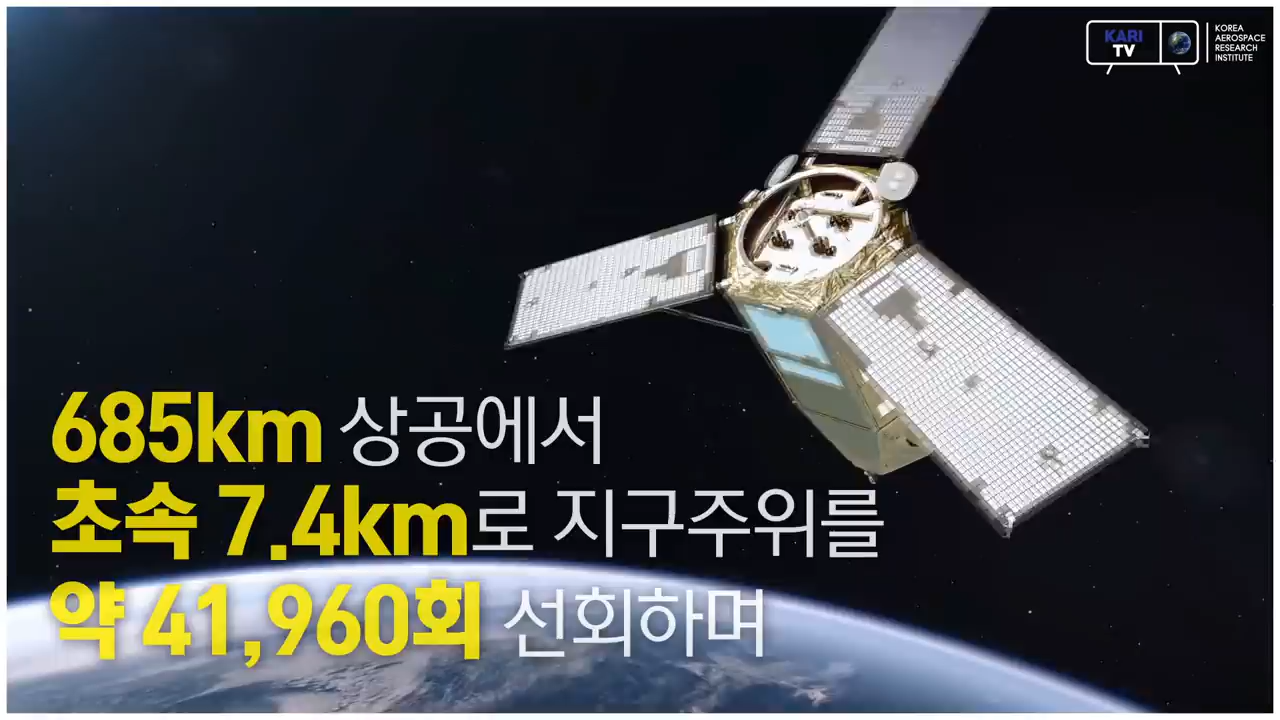 KARI
TV
KOREA
AEROSPACE
RESEARCH
INSTITUTE
685km 상공에서
초속 7.4km로 지구주위를
약 41,960회 선회하며